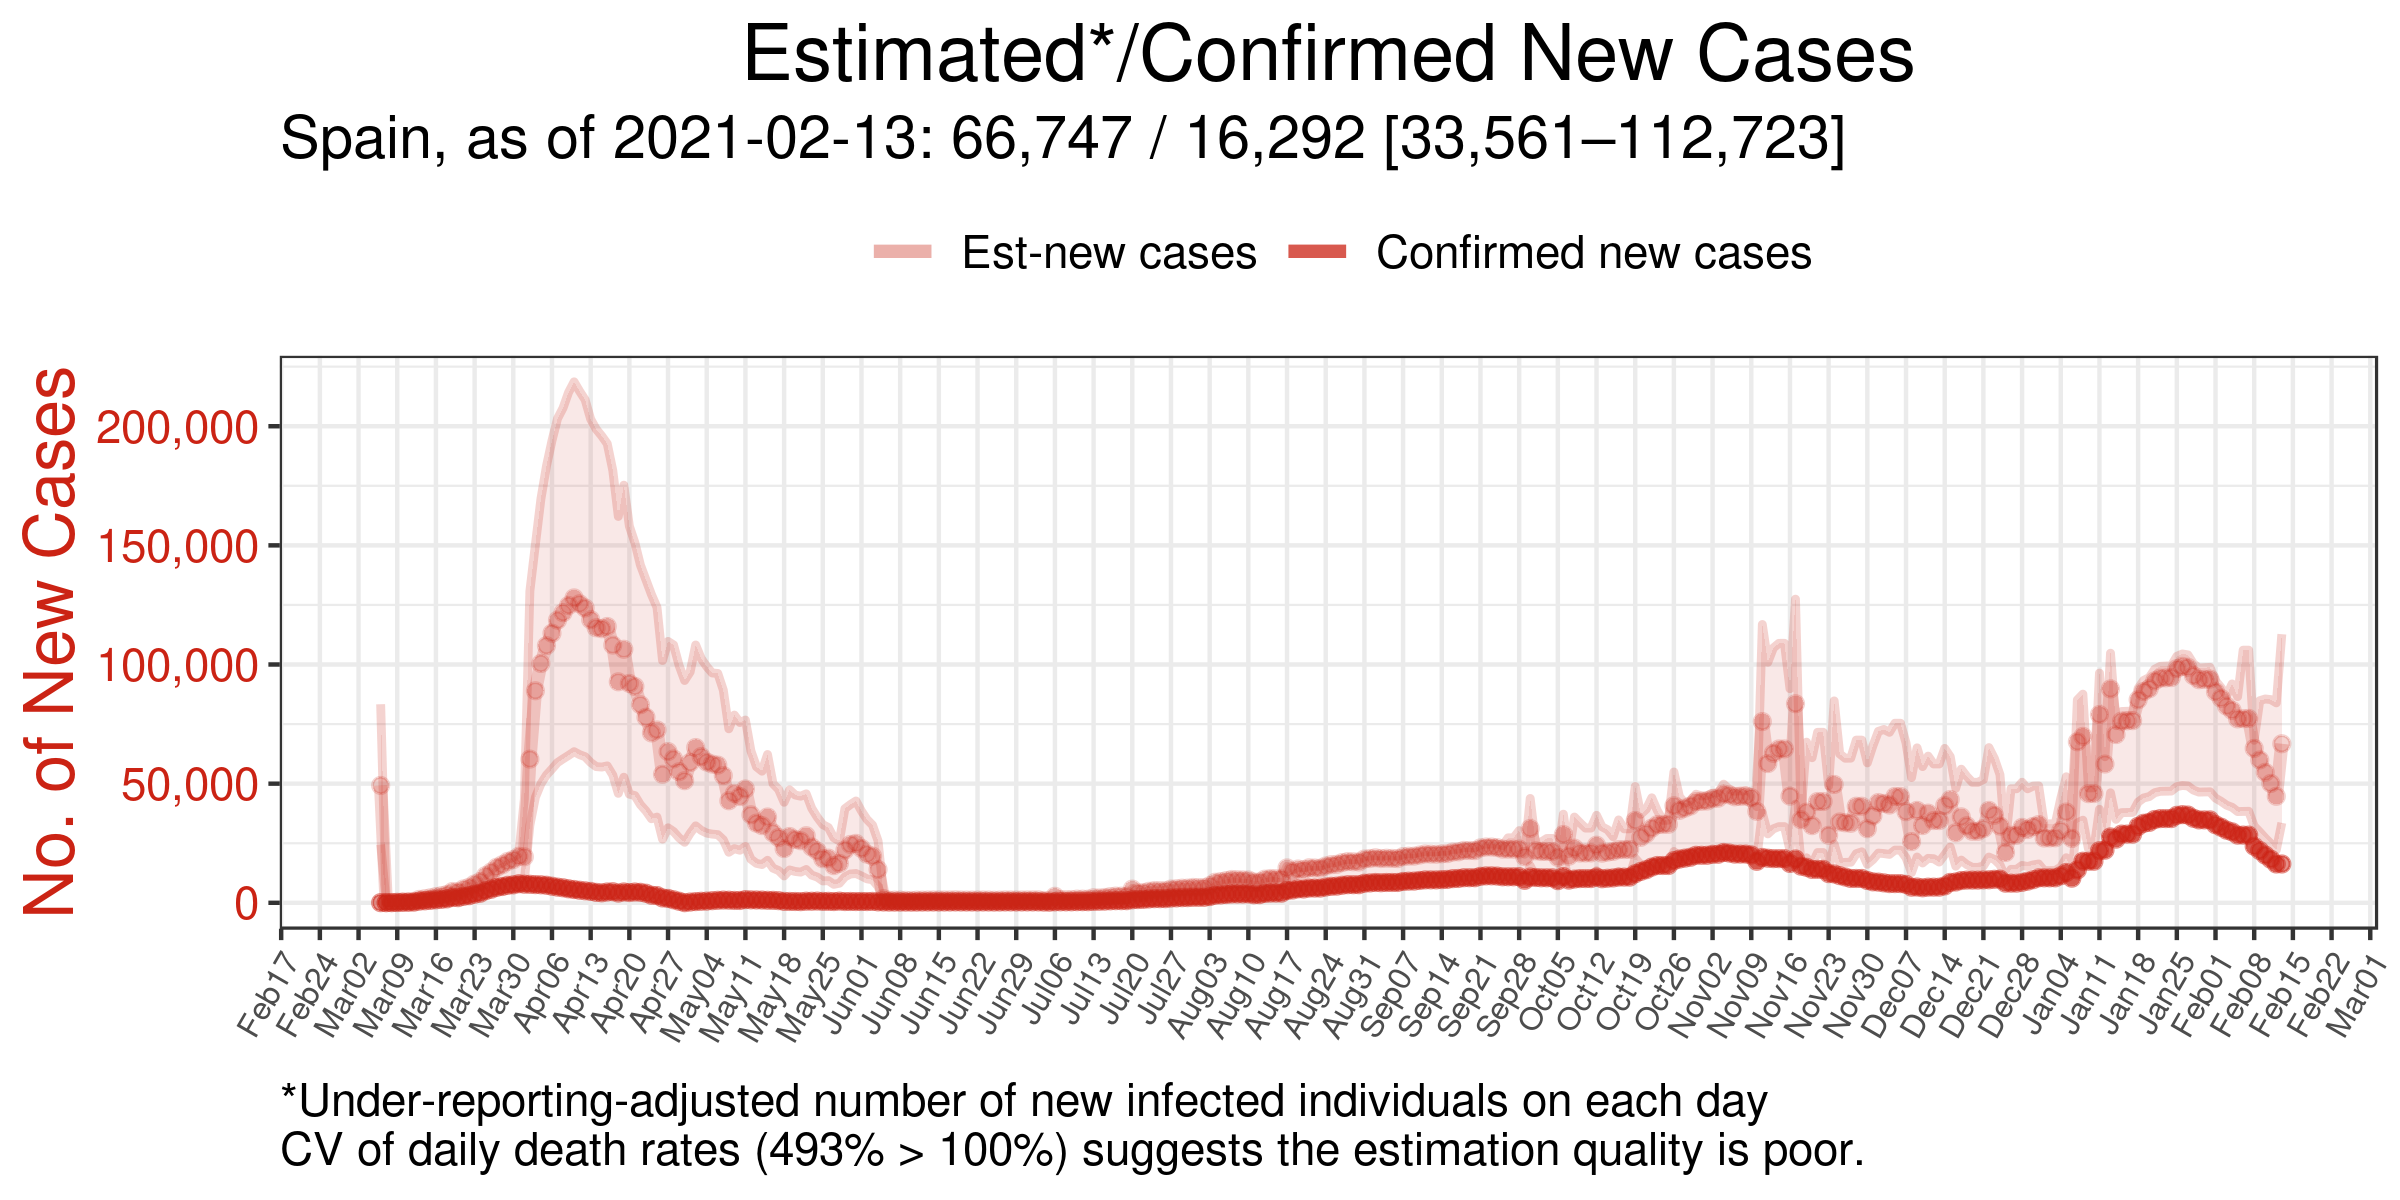 Estimated*/Confirmed New Cases
Spain, as of 2021-02-13: 66,747 / 16,292 [33,561–112,723]
Est-new cases
Confirmed new cases
No. of New Cases
200,000
150,000
100,000
50,000
0
Feb17
Feb24
Mar02
Mar09
Mar16
Mar23
Mar30
Apr06
Apr13
Apr20
Apr27
May04
May11
May18
May25
Jun01
Jun08
Jun15
Jun22
Jun29
Jul06
Jul13
Jul20
Jul27
Aug03
Aug10
Aug17
Aug24
Aug31
Sep07
Sep14
Sep21
Sep28
Oct05
Oct12
Oct19
Oct26
Nov02
Nov09
Nov16
Nov23
Nov30
Dec07
Dec14
Dec21
Dec28
Jan04
Jan11
Jan18
Jan25
Feb01
Feb08
Feb15
Feb22
Mar01
*Under-reporting-adjusted number of new infected individuals on each day
CV of daily death rates (493% > 100%) suggests the estimation quality is poor.